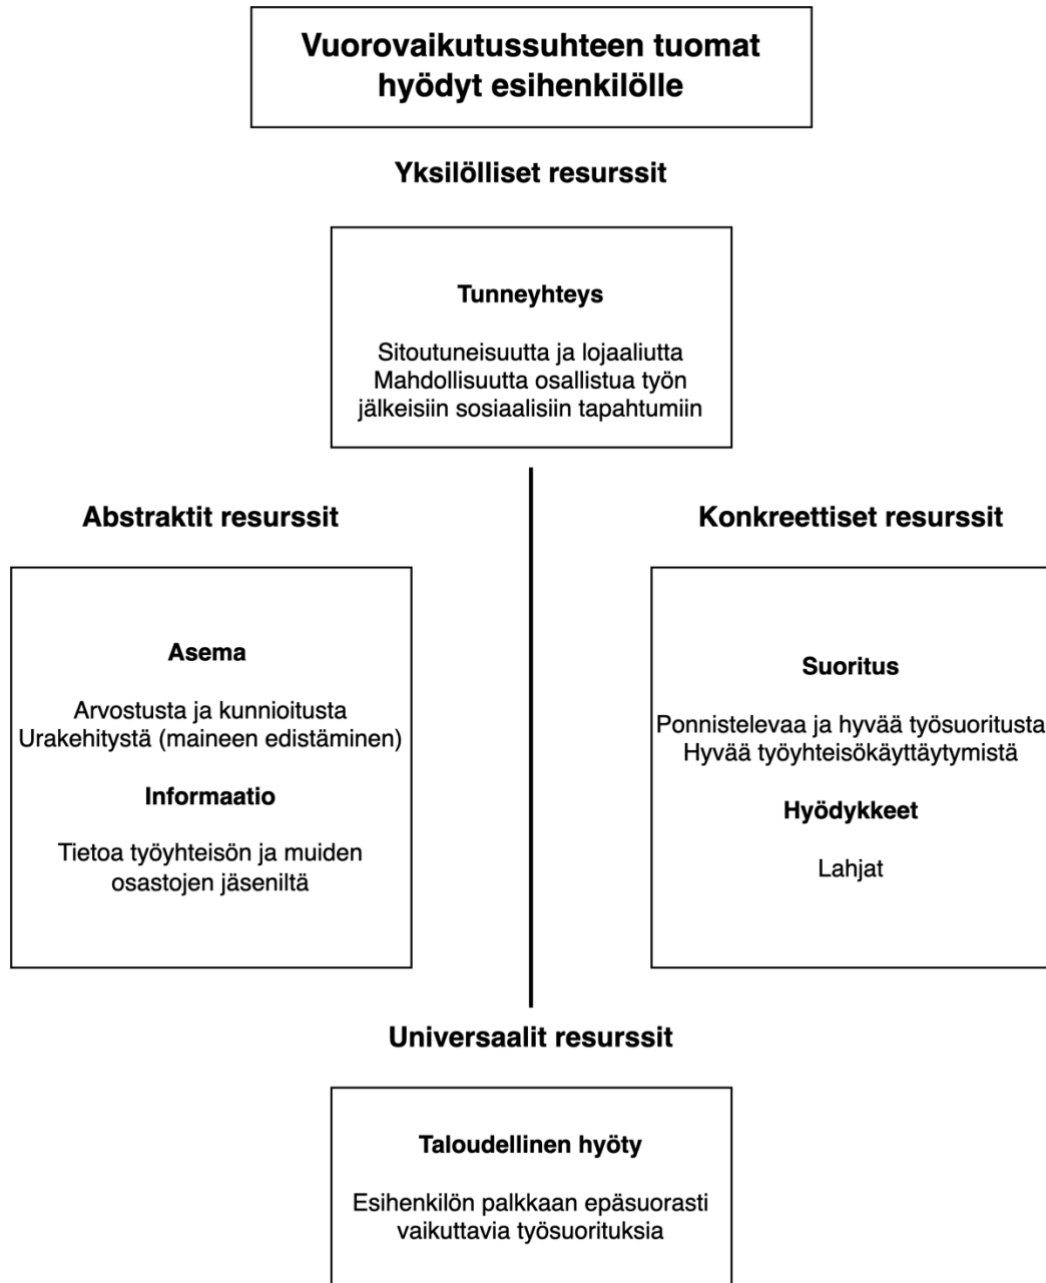 Vuorovaikutussuhteen tuomat
hyödyt esihenkilölle
Yksilölliset resurssit
Tunneyhteys
Sitoutuneisuutta ja lojaaliutta
Mahdollisuutta osallistua työn
jälkeisiin sosiaalisiin tapahtumiin
Abstraktit resurssit
Asema
Arvostusta ja kunnioitusta
Urakehitystä (maineen edistäminen)
Informaatio
Tietoa työyhteisön ja muiden
osastojen jäseniltä
Konkreettiset resurssit
Suoritus
Ponnistelevaa ja hyvää työsuoritusta
Hyvää työyhteisökäyttäytymistä
Hyödykkeet
Lahjat
Universaalit resurssit
Taloudellinen hyöty
Esihenkilön palkkaan epäsuorasti
vaikuttavia työsuorituksia